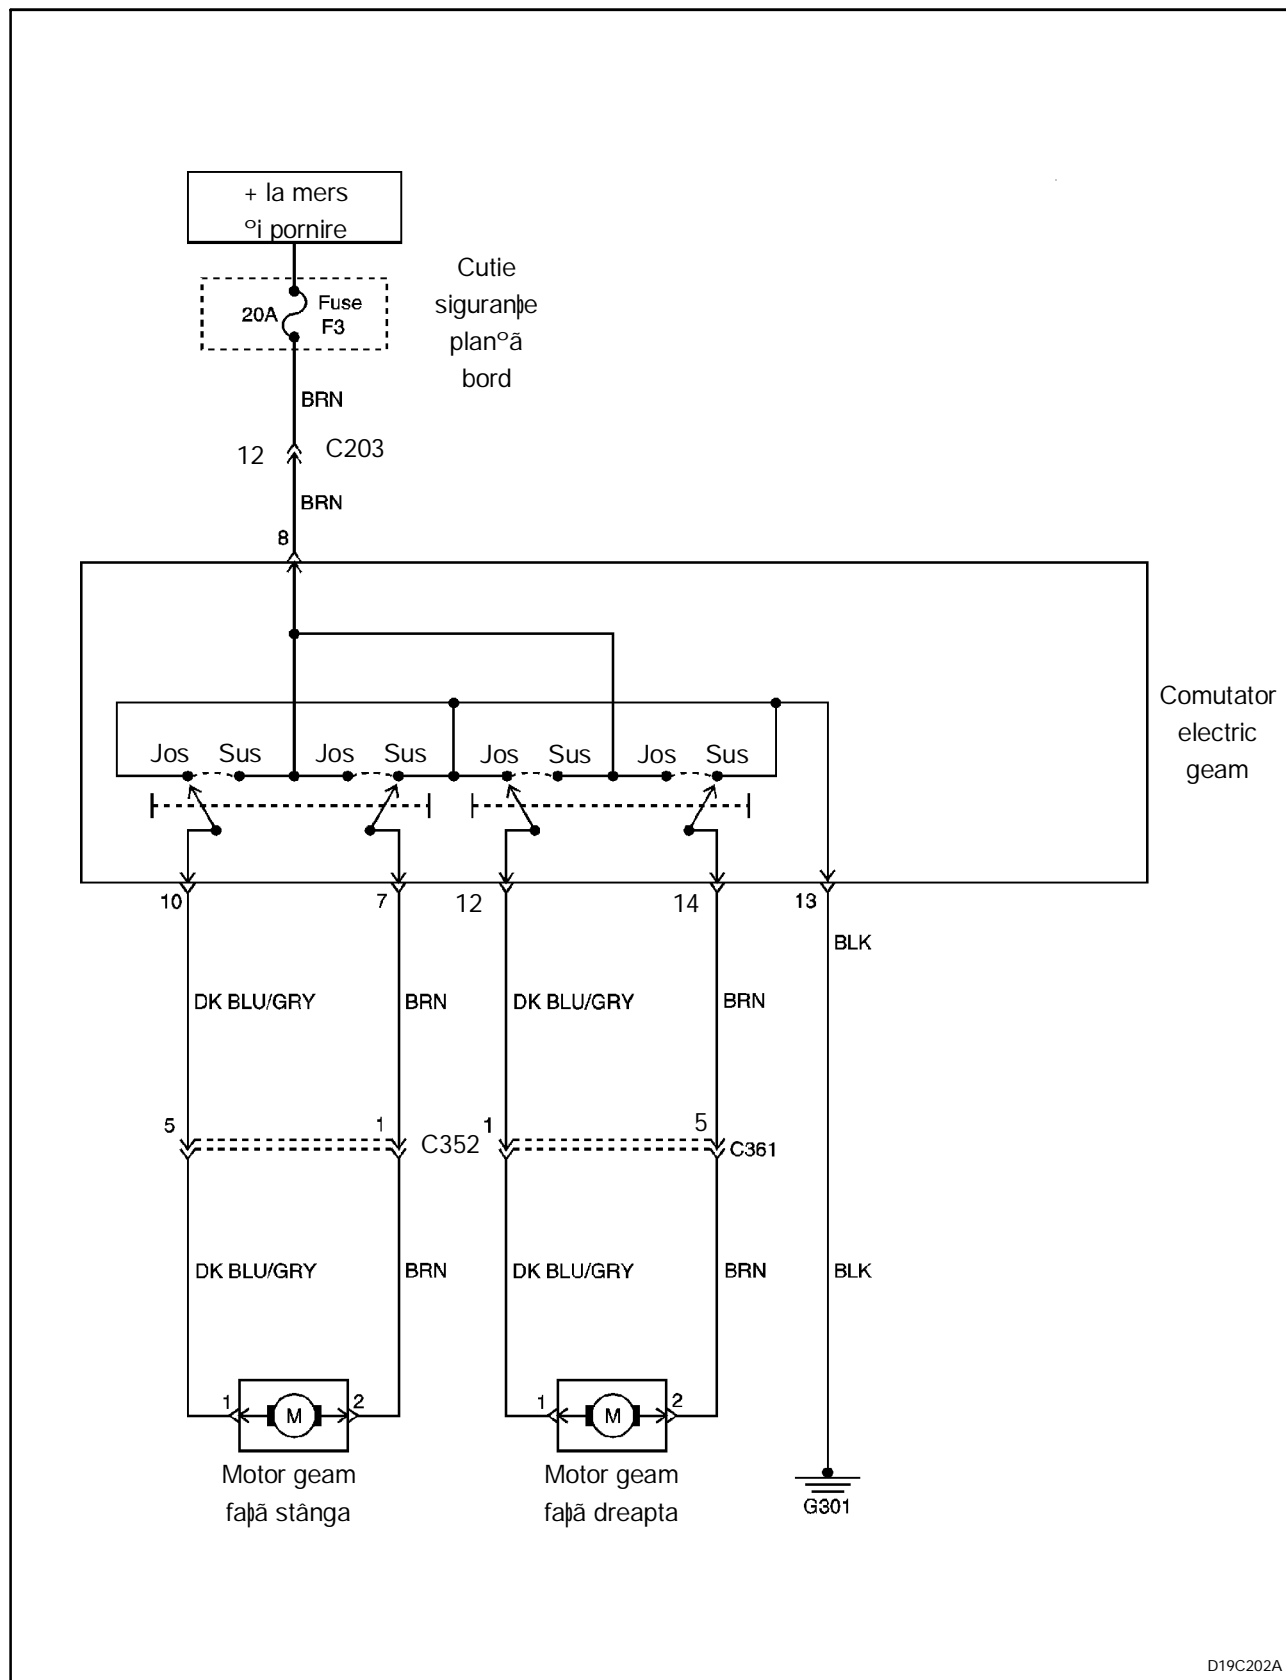 + la mers
ºi pornire
20A
Fuse
F3
Cutie
siguranþe
planºã
bord
BRN
12
C203
BRN
8
Comutator
electric
geam
Jos Sus Jos Sus Jos Sus Jos Sus
10 7 12 14 13
BLK
DK BLU/GRY BRN DK BLU/GRY BRN
5 1 C352 1 5 C361
DK BLU/GRY BRN DK BLU/GRY BRN BLK
1 M 2 1 M 2
Motor geam
faþã stânga
Motor geam
faþã dreapta
G301
D19C202A